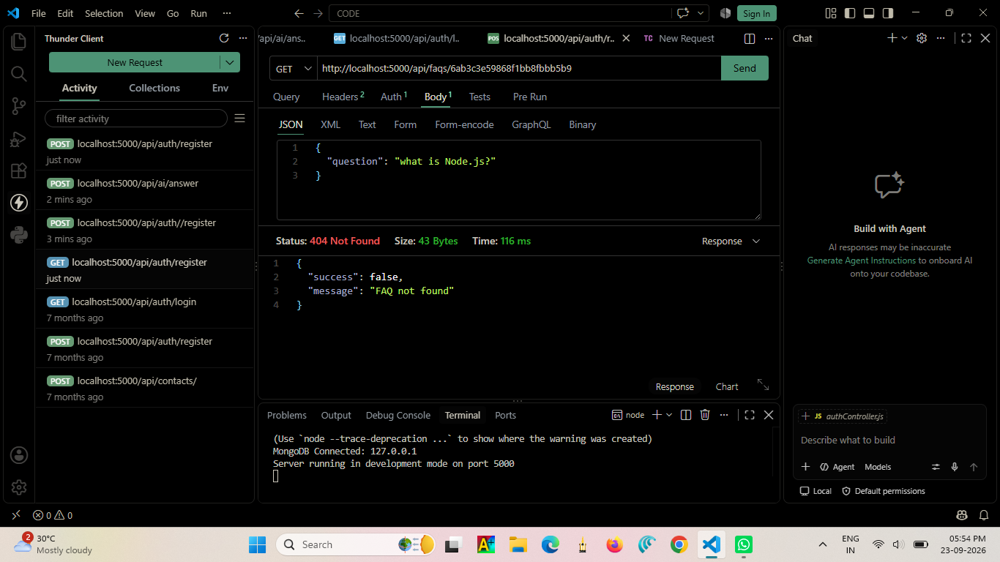 File Edit Selection View Go Run ··· CODE Sign In
Thunder Client
New Request
Activity Collections Env
filter activity
POST localhost:5000/api/auth/register
just now
POST localhost:5000/api/ai/answer
2 mins ago
POST localhost:5000/api/auth//register
3 mins ago
GET localhost:5000/api/auth/register
just now
GET localhost:5000/api/auth/login
7 months ago
POST localhost:5000/api/auth/register
7 months ago
POST localhost:5000/api/contacts/
7 months ago
/api/ai/ans.. GET localhost:5000/api/auth/l.. POS localhost:5000/api/auth/r.. TC New Request
GET http://localhost:5000/api/faqs/6ab3c3e59868f1bb8fbbb5b9 Send
Query Headers 2 Auth 1 Body 1 Tests Pre Run
JSON XML Text Form Form-encode GraphQL Binary
1 {
2 "question": "what is Node.js?"
3 }
Status: 404 Not Found Size: 43 Bytes Time: 116 ms Response
1 {
2 "success": false,
3 "message": "FAQ not found"
4 }
Response Chart
Problems Output Debug Console Terminal Ports node
(Use `node --trace-deprecation ...` to show where the warning was created)
MongoDB Connected: 127.0.0.1
Server running in development mode on port 5000
Chat
Build with Agent
AI responses may be inaccurate
Generate Agent Instructions to onboard AI
onto your codebase.
JS authController.js
Describe what to build
Agent Models
Local Default permissions
0 0
2 30°C
Mostly cloudy
Search
ENG
IN
05:54 PM
23-09-2026